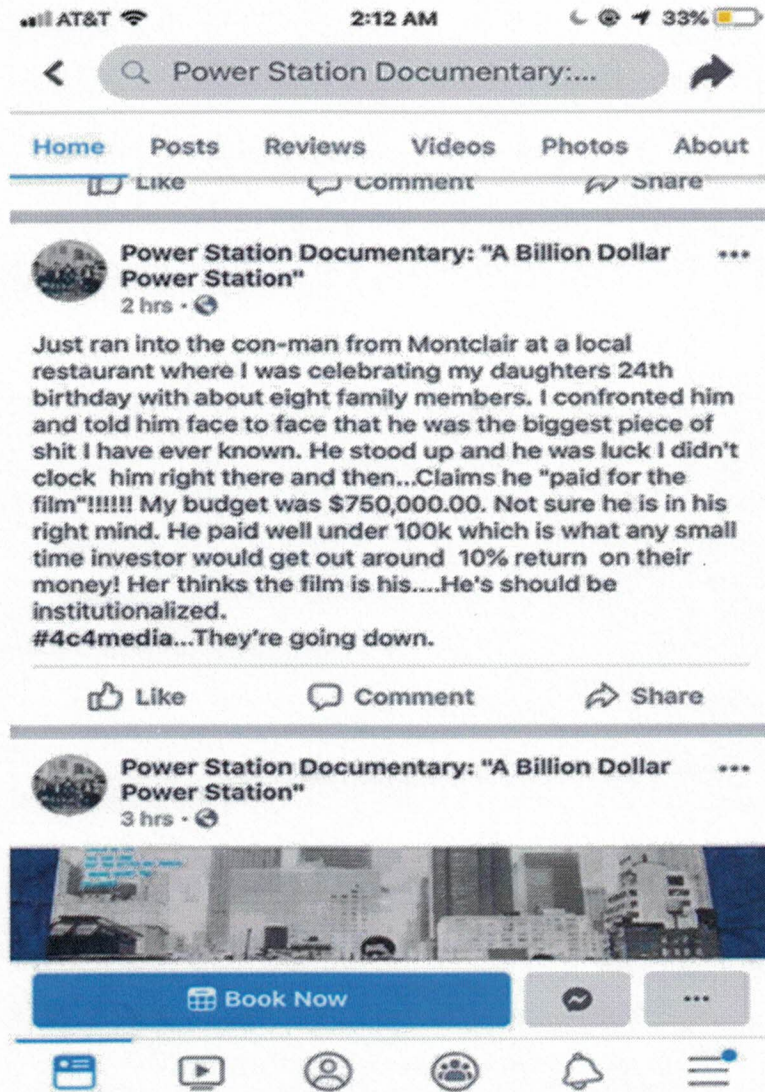 AT&T 2:12 AM 33%
Power Station Documentary:...
Home Posts Reviews Videos Photos About
Like Comment Share
Power Station Documentary: "A Billion Dollar
Power Station"
2 hrs ·
Just ran into the con-man from Montclair at a local
restaurant where I was celebrating my daughters 24th
birthday with about eight family members. I confronted him
and told him face to face that he was the biggest piece of
shit I have ever known. He stood up and he was luck I didn't
clock him right there and then...Claims he "paid for the
film"!!!!!! My budget was $750,000.00. Not sure he is in his
right mind. He paid well under 100k which is what any small
time investor would get out around 10% return on their
money! Her thinks the film is his....He's should be
institutionalized.
#4c4media...They're going down.
Like Comment Share
Power Station Documentary: "A Billion Dollar
Power Station"
3 hrs ·
Book Now